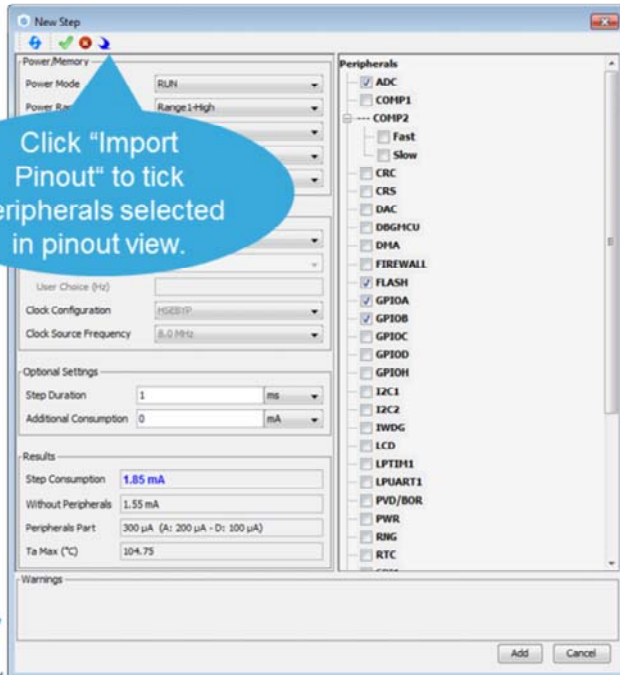 New Step
Power/Memory
Power Mode
RUN
Range1-High
Click “Import
Pinout“ to tick
peripherals selected
in pinout view.
User Choice (Hz)
Clock Configuration
HSEBYP
Clock Source Frequency
8.0 MHz
Optional Settings
Step Duration
1
ms
Additional Consumption
0
mA
Results
Step Consumption
1.85 mA
Without Peripherals
1.55 mA
Peripherals Part
300 µA (A: 200 µA - D: 100 µA)
Ta Max (°C)
104.75
Peripherals
ADC
COMP1
--- COMP2
Fast
Slow
CRC
CRS
DAC
DBGMCU
DMA
FIREWALL
FLASH
GPIOA
GPIOB
GPIOC
GPIOD
GPIOH
I2C1
I2C2
IWDG
LCD
LPTIM1
LPUART1
PVD/BOR
PWR
RNG
RTC
Warnings
Add
Cancel